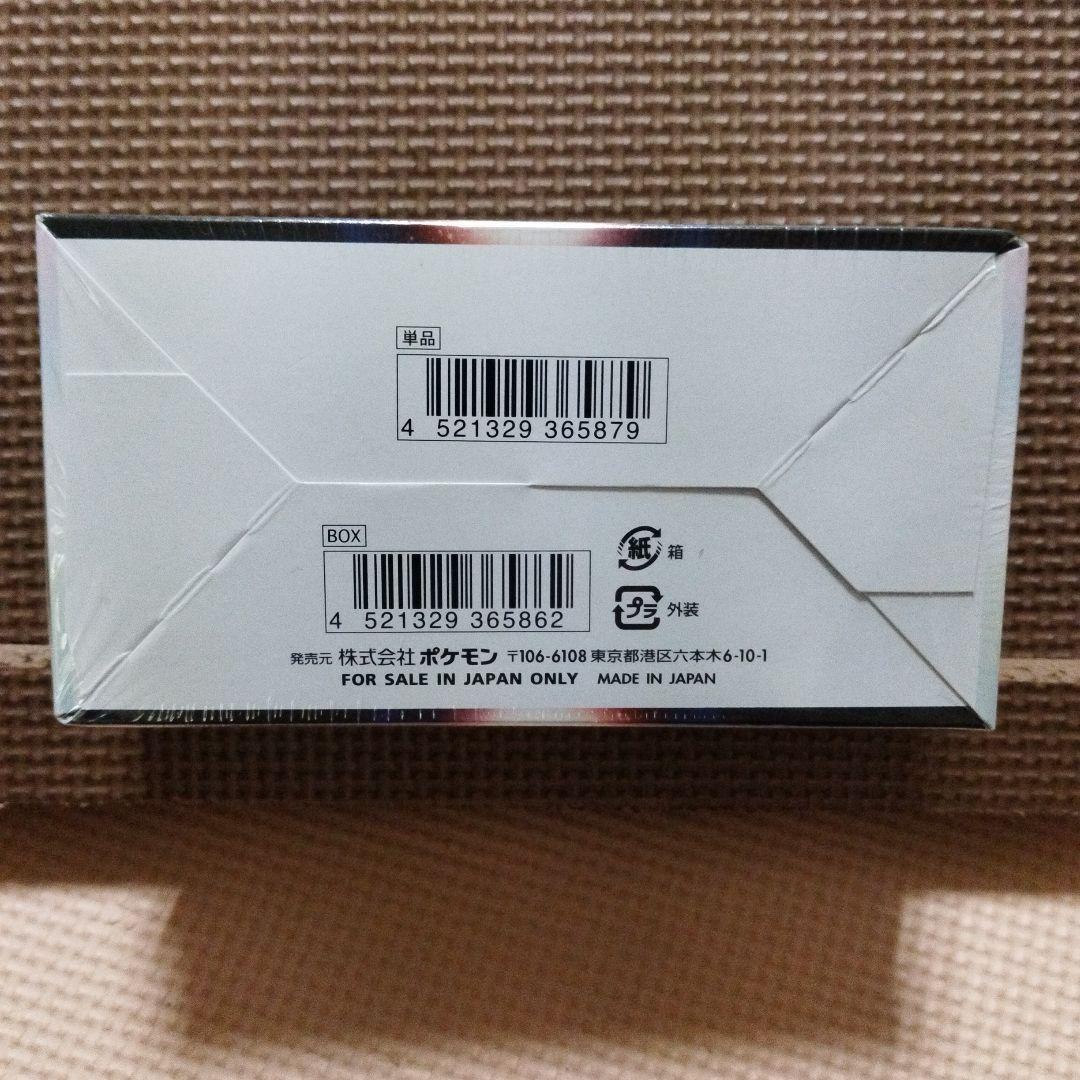 単品
4 521329 365879
BOX
4 521329 365862
紙 箱
プラ 外装
発売元 株式会社ポケモン 〒106-6108 東京都港区六本木6-10-1
FOR SALE IN JAPAN ONLY MADE IN JAPAN